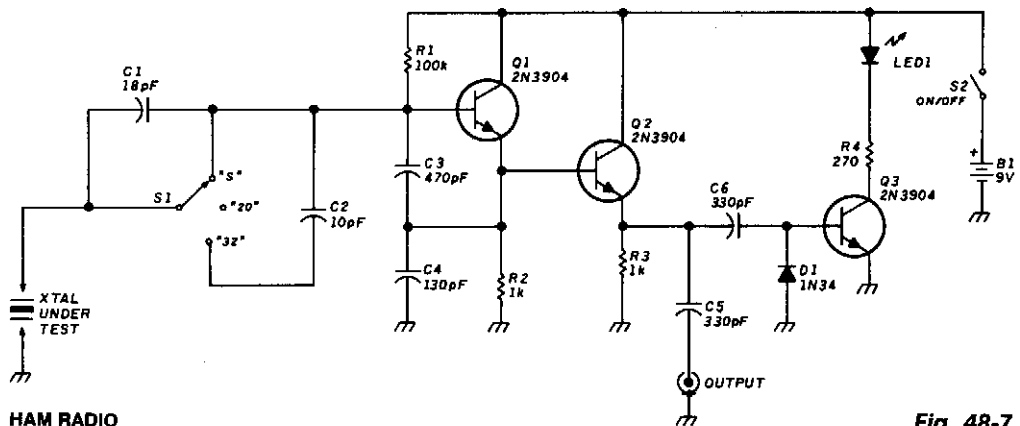 C1
18pF
S1
"S"
"20"
"32"
C2
10pF
XTAL
UNDER
TEST
R1
100k
Q1
2N3904
C3
470pF
C4
130pF
R2
1k
Q2
2N3904
R3
1k
C6
330pF
C5
330pF
OUTPUT
D1
1N34
LED1
R4
270
Q3
2N3904
S2
ON/OFF
+
B1
9V
HAM RADIO
Fig. 48-7